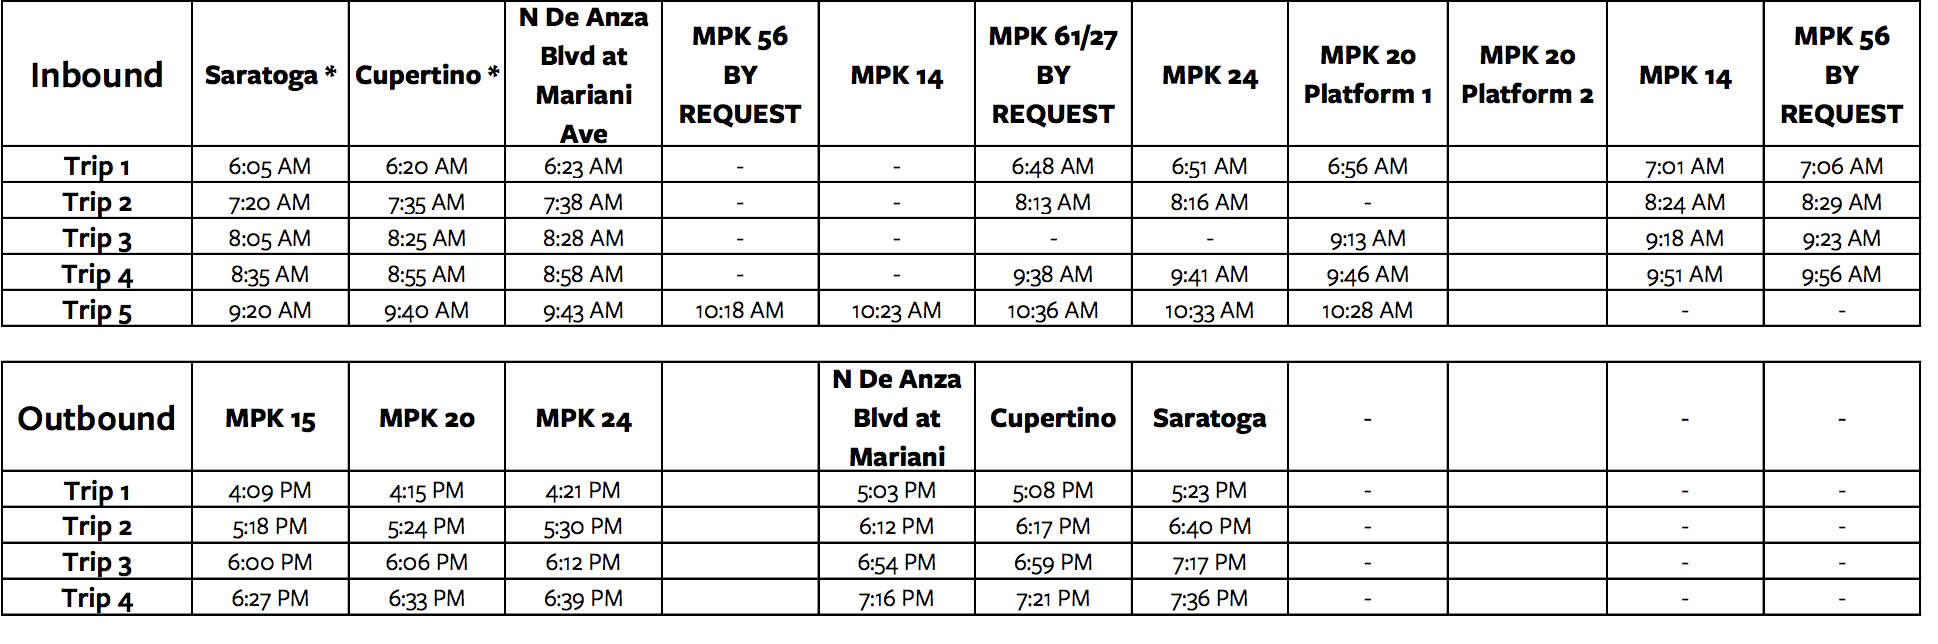 Inbound Saratoga * Cupertino * N De Anza Blvd at Mariani Ave MPK 56 BY REQUEST MPK 14 MPK 61/27 BY REQUEST MPK 24 MPK 20 Platform 1 MPK 20 Platform 2 MPK 14 MPK 56 BY REQUEST
Trip 1 6:05 AM 6:20 AM 6:23 AM - - 6:48 AM 6:51 AM 6:56 AM 7:01 AM 7:06 AM
Trip 2 7:20 AM 7:35 AM 7:38 AM - - 8:13 AM 8:16 AM - 8:24 AM 8:29 AM
Trip 3 8:05 AM 8:25 AM 8:28 AM - - - - 9:13 AM 9:18 AM 9:23 AM
Trip 4 8:35 AM 8:55 AM 8:58 AM - - 9:38 AM 9:41 AM 9:46 AM 9:51 AM 9:56 AM
Trip 5 9:20 AM 9:40 AM 9:43 AM 10:18 AM 10:23 AM 10:36 AM 10:33 AM 10:28 AM - -
Outbound MPK 15 MPK 20 MPK 24 N De Anza Blvd at Mariani Cupertino Saratoga - - -
Trip 1 4:09 PM 4:15 PM 4:21 PM 5:03 PM 5:08 PM 5:23 PM - - -
Trip 2 5:18 PM 5:24 PM 5:30 PM 6:12 PM 6:17 PM 6:40 PM - - -
Trip 3 6:00 PM 6:06 PM 6:12 PM 6:54 PM 6:59 PM 7:17 PM - - -
Trip 4 6:27 PM 6:33 PM 6:39 PM 7:16 PM 7:21 PM 7:36 PM - - -